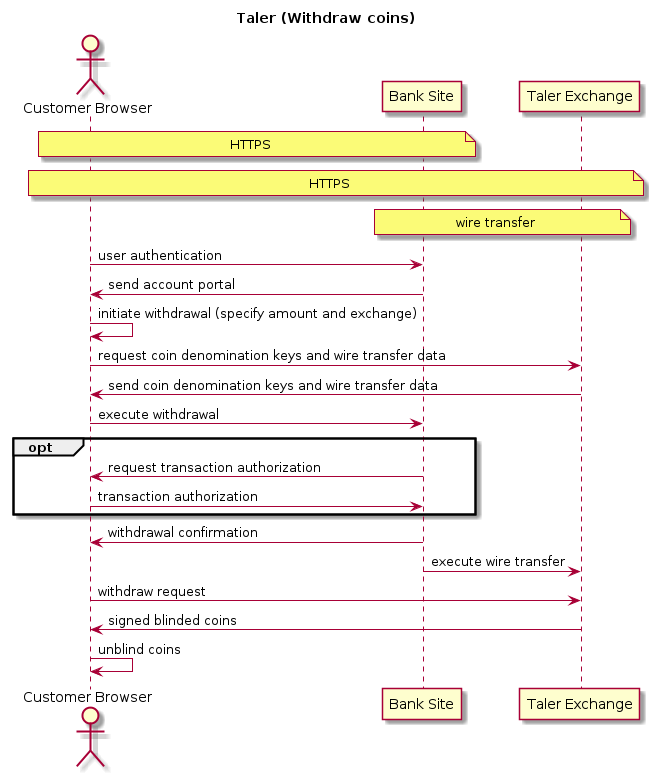 Taler (Withdraw coins)
Customer Browser
Bank Site
Taler Exchange
HTTPS
HTTPS
wire transfer
user authentication
send account portal
initiate withdrawal (specify amount and exchange)
request coin denomination keys and wire transfer data
send coin denomination keys and wire transfer data
execute withdrawal
opt
request transaction authorization
transaction authorization
withdrawal confirmation
execute wire transfer
withdraw request
signed blinded coins
unblind coins
Customer Browser
Bank Site
Taler Exchange